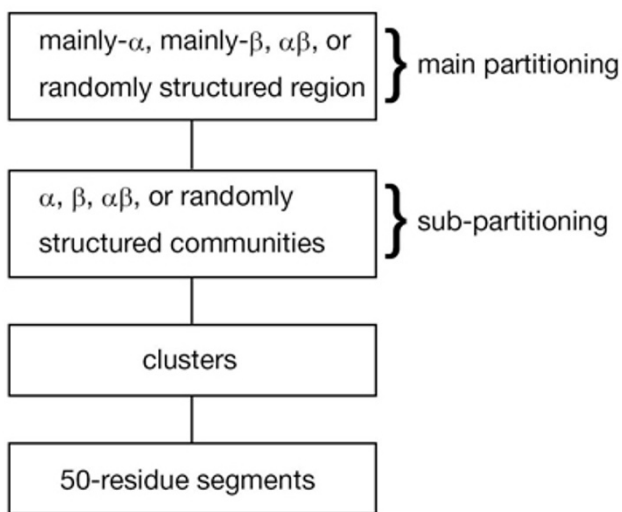 mainly-α, mainly-β, αβ, or
randomly structured region
main partitioning
α, β, αβ, or randomly
structured communities
sub-partitioning
clusters
50-residue segments